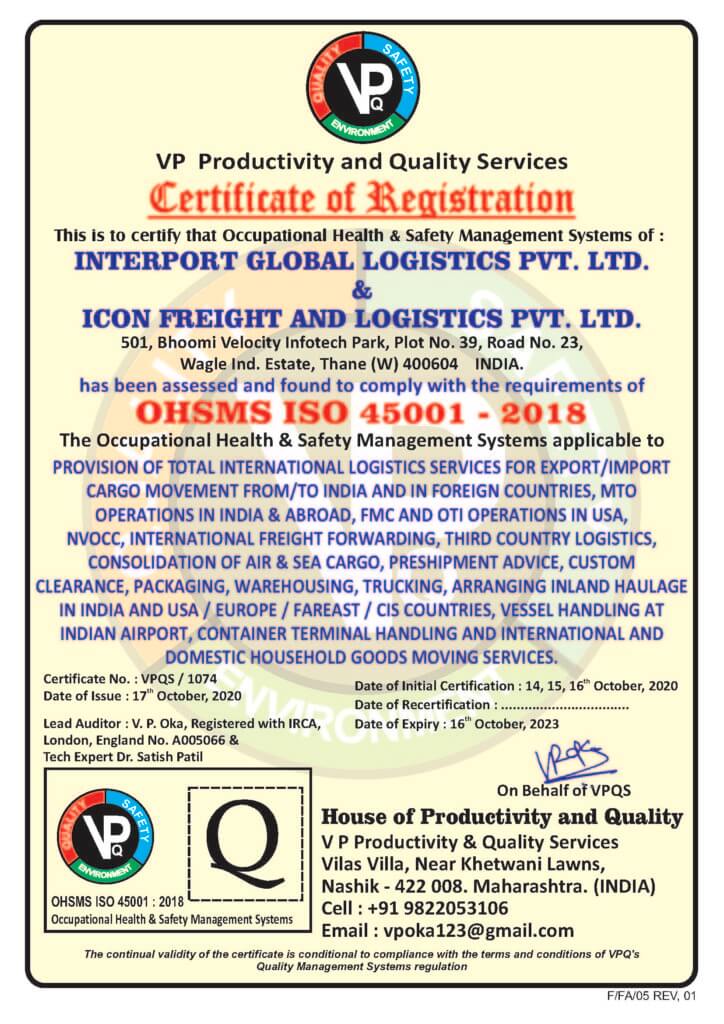 QUALITY SAFETY
VPQ
ENVIRONMENT
VP Productivity and Quality Services
Certificate of Registration
This is to certify that Occupational Health & Safety Management Systems of :
INTERPORT GLOBAL LOGISTICS PVT. LTD.
&
ICON FREIGHT AND LOGISTICS PVT. LTD.
501, Bhoomi Velocity Infotech Park, Plot No. 39, Road No. 23,
Wagle Ind. Estate, Thane (W) 400604 INDIA.
has been assessed and found to comply with the requirements of
OHSMS ISO 45001 - 2018
The Occupational Health & Safety Management Systems applicable to
PROVISION OF TOTAL INTERNATIONAL LOGISTICS SERVICES FOR EXPORT/IMPORT
CARGO MOVEMENT FROM/TO INDIA AND IN FOREIGN COUNTRIES, MTO
OPERATIONS IN INDIA & ABROAD, FMC AND OTI OPERATIONS IN USA,
NVOCC, INTERNATIONAL FREIGHT FORWARDING, THIRD COUNTRY LOGISTICS,
CONSOLIDATION OF AIR & SEA CARGO, PRESHIPMENT ADVICE, CUSTOM
CLEARANCE, PACKAGING, WAREHOUSING, TRUCKING, ARRANGING INLAND HAULAGE
IN INDIA AND USA / EUROPE / FAREAST / CIS COUNTRIES, VESSEL HANDLING AT
INDIAN AIRPORT, CONTAINER TERMINAL HANDLING AND INTERNATIONAL AND
DOMESTIC HOUSEHOLD GOODS MOVING SERVICES.
Certificate No. : VPQS / 1074
Date of Issue : 17th October, 2020
Lead Auditor : V. P. Oka, Registered with IRCA,
London, England No. A005066 &
Tech Expert Dr. Satish Patil
Date of Initial Certification : 14, 15, 16th October, 2020
Date of Recertification : ................................
Date of Expiry : 16th October, 2023
On Behalf of VPQS
QUALITY SAFETY
VPQ
ENVIRONMENT
Q
OHSMS ISO 45001 : 2018
Occupational Health & Safety Management Systems
House of Productivity and Quality
V P Productivity & Quality Services
Vilas Villa, Near Khetwani Lawns,
Nashik - 422 008. Maharashtra. (INDIA)
Cell : +91 9822053106
Email : vpoka123@gmail.com
The continual validity of the certificate is conditional to compliance with the terms and conditions of VPQ's
Quality Management Systems regulation
F/FA/05 REV, 01